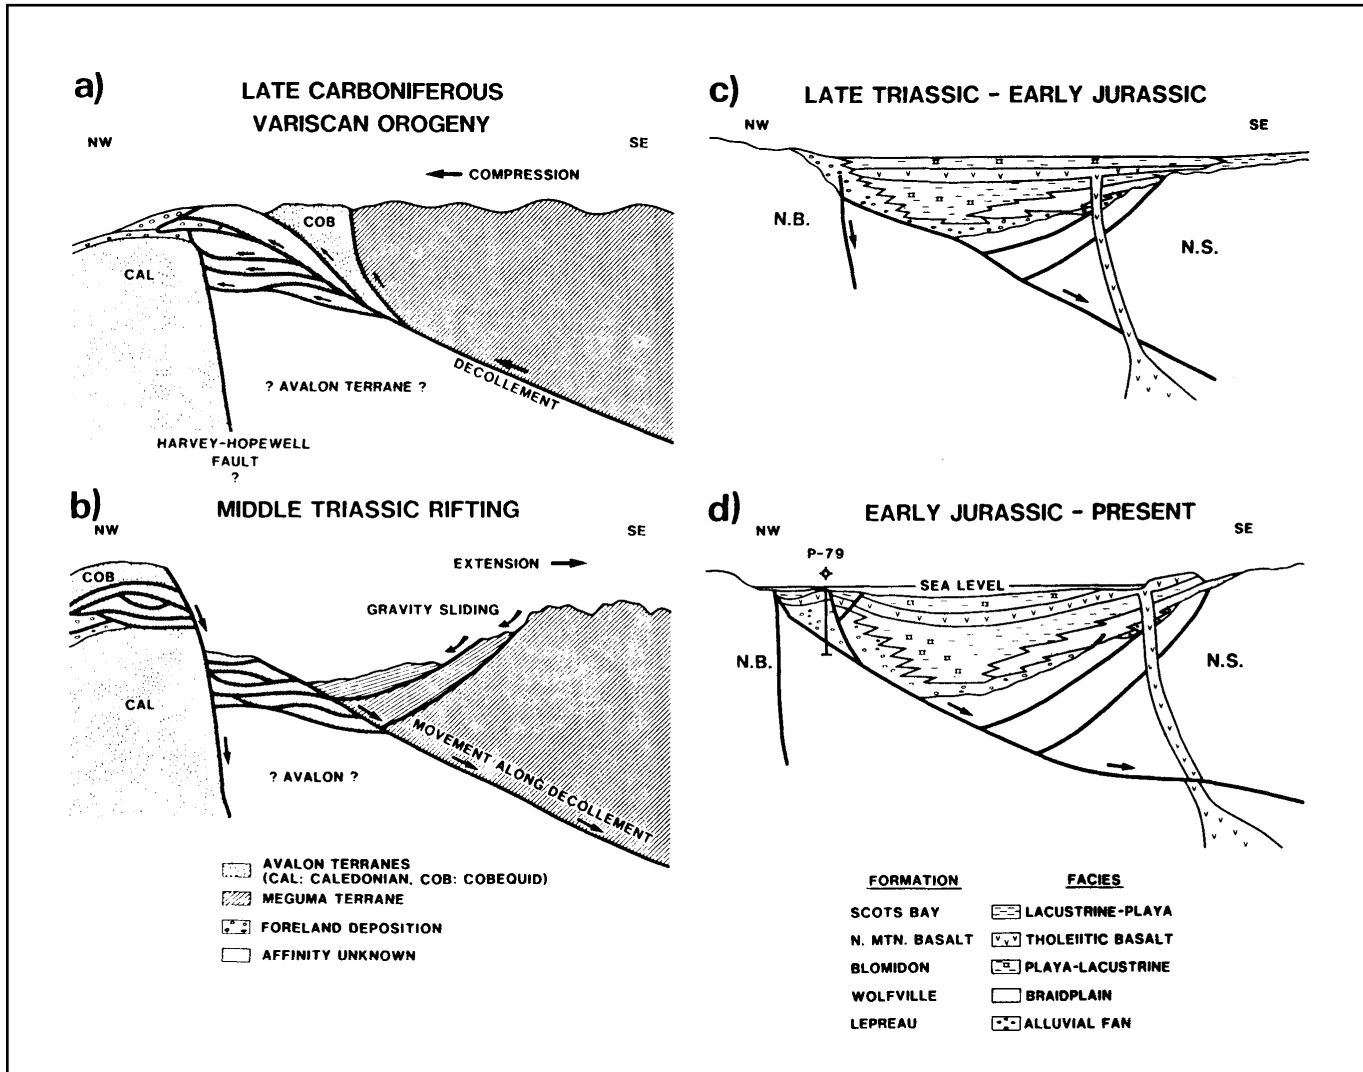 a)
LATE CARBONIFEROUS
VARISCAN OROGENY
NW
SE
COMPRESSION
COB
CAL
? AVALON TERRANE ?
DECOLLEMENT
HARVEY-HOPEWELL
FAULT
?
b)
MIDDLE TRIASSIC RIFTING
NW
SE
EXTENSION
GRAVITY SLIDING
COB
CAL
MOVEMENT ALONG DECOLLEMENT
? AVALON ?
AVALON TERRANES
(CAL: CALEDONIAN, COB: COBEQUID)
MEGUMA TERRANE
FORELAND DEPOSITION
AFFINITY UNKNOWN
c)
LATE TRIASSIC - EARLY JURASSIC
NW
SE
N.B.
N.S.
d)
EARLY JURASSIC - PRESENT
NW
SE
P-79
SEA LEVEL
N.B.
N.S.
FORMATION FACIES
SCOTS BAY LACUSTRINE-PLAYA
N. MTN. BASALT THOLEIITIC BASALT
BLOMIDON PLAYA-LACUSTRINE
WOLFVILLE BRAIDPLAIN
LEPREAU ALLUVIAL FAN